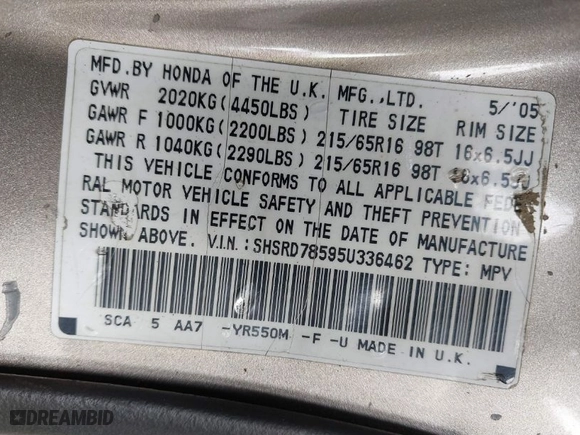 MFD.BY HONDA OF THE U.K. MFG.,LTD. 5/'05
GVWR 2020KG(4450LBS) TIRE SIZE RIM SIZE
GAWR F 1000KG(2200LBS) 215/65R16 98T 16x6.5JJ
GAWR R 1040KG(2290LBS) 215/65R16 98T 16x6.5JJ
THIS VEHICLE CONFORMS TO ALL APPLICABLE FEDE
RAL MOTOR VEHICLE SAFETY AND THEFT PREVENTION
STANDARDS IN EFFECT ON THE DATE OF MANUFACTURE
SHOWN ABOVE. V.I.N.:SHSRD78595U336462 TYPE: MPV
SCA 5 AA7 -YR550M -F -U MADE IN U.K.
DREAMBID